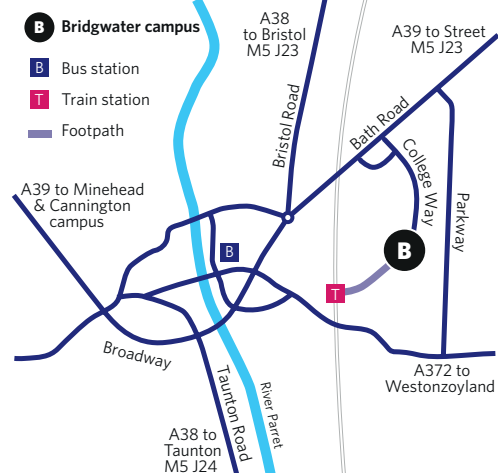 B Bridgwater campus
B Bus station
T Train station
Footpath
A38
to Bristol
M5 J23
A39 to Street
M5 J23
Bristol Road
Bath Road
College Way
Parkway
A39 to Minehead
& Cannington
campus
B
B
T
Broadway
Taunton Road
River Parret
A372 to
Westonzoyland
A38 to
Taunton
M5 J24